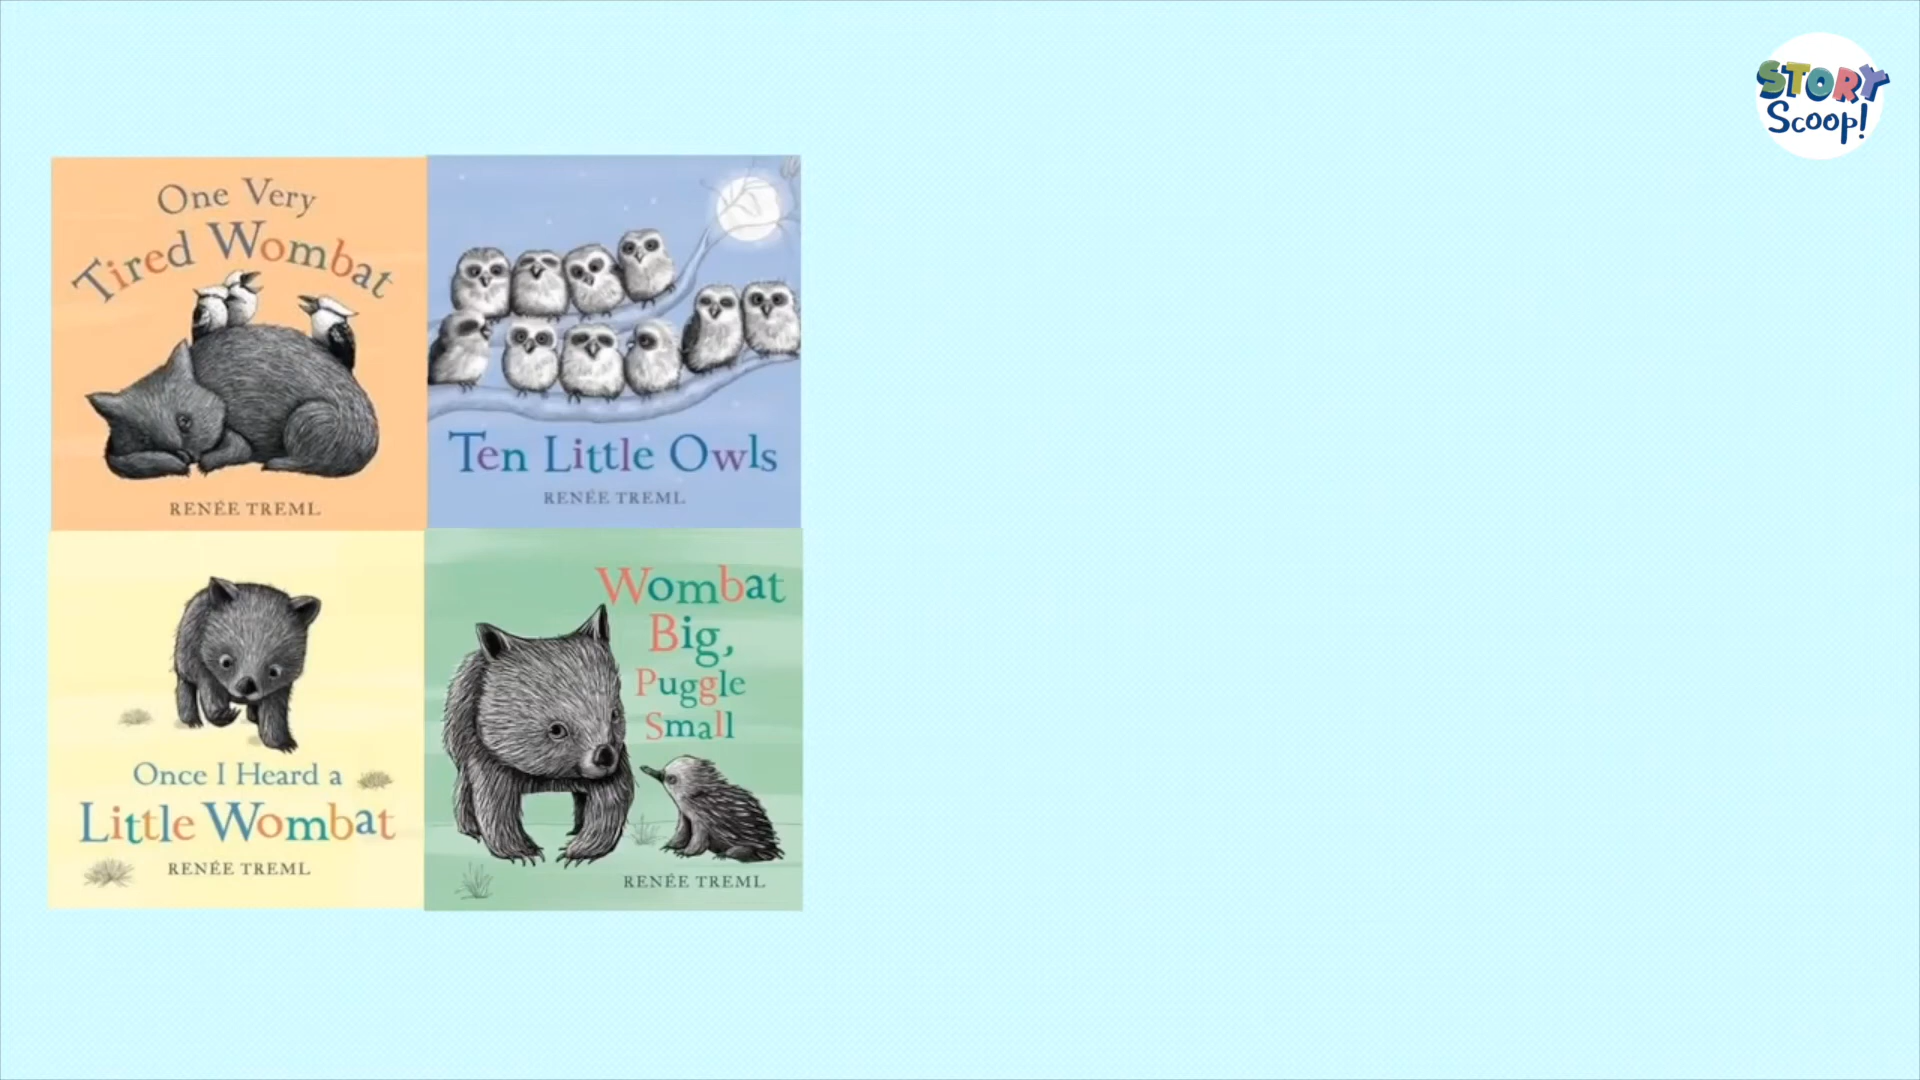 STORY
Scoop!
One Very
Tired Wombat
RENÉE TREML
Ten Little Owls
RENÉE TREML
Once I Heard a
Little Wombat
RENÉE TREML
Wombat
Big,
Puggle
Small
RENÉE TREML